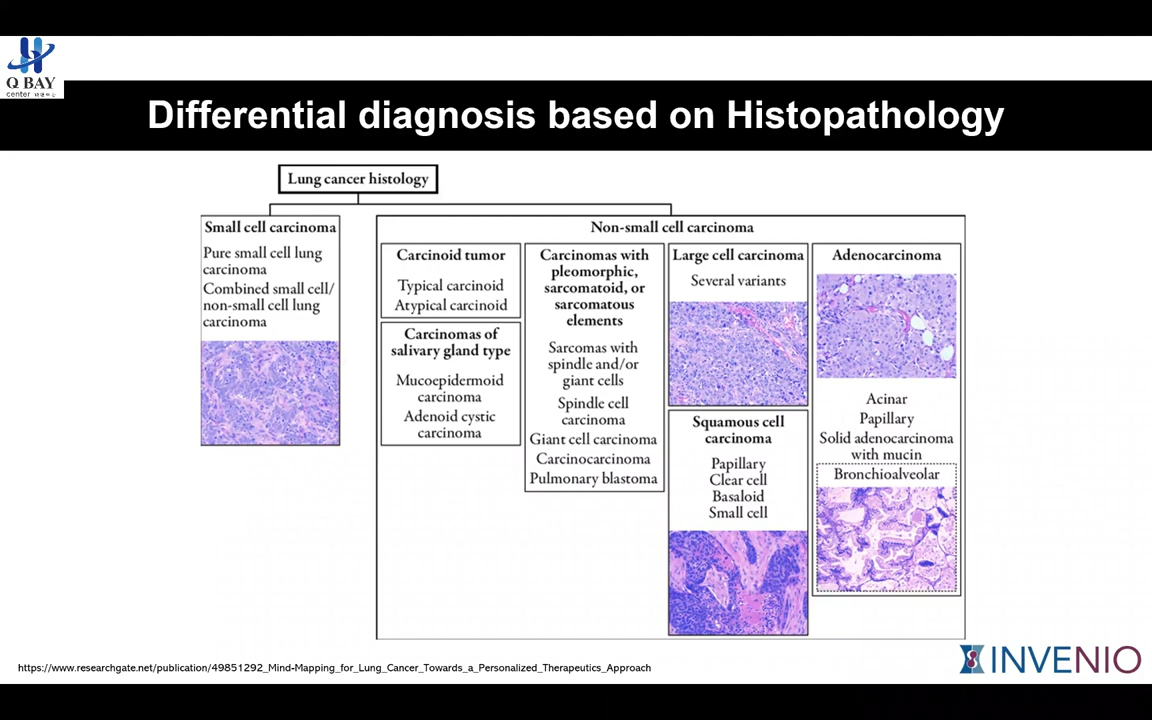 Q BAY
center
Differential diagnosis based on Histopathology
Lung cancer histology
Small cell carcinoma
Pure small cell lung
carcinoma
Combined small cell/
non-small cell lung
carcinoma
Non-small cell carcinoma
Carcinoid tumor
Typical carcinoid
Atypical carcinoid
Carcinomas of
salivary gland type
Mucoepidermoid
carcinoma
Adenoid cystic
carcinoma
Carcinomas with
pleomorphic,
sarcomatoid, or
sarcomatous
elements
Sarcomas with
spindle and/or
giant cells
Spindle cell
carcinoma
Giant cell carcinoma
Carcinocarcinoma
Pulmonary blastoma
Large cell carcinoma
Several variants
Squamous cell
carcinoma
Papillary
Clear cell
Basaloid
Small cell
Adenocarcinoma
Acinar
Papillary
Solid adenocarcinoma
with mucin
Bronchioalveolar
https://www.researchgate.net/publication/49851292_Mind-Mapping_for_Lung_Cancer_Towards_a_Personalized_Therapeutics_Approach
INVENIO